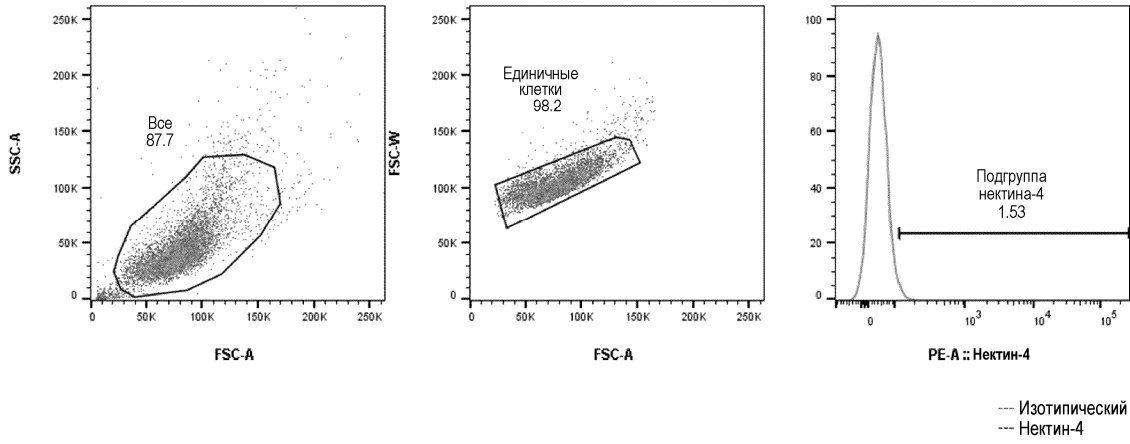 250K
200K
150K
100K
50K
0
SSC-A
Все
87.7
0 50K 100K 150K 200K 250K
FSC-A
250K
200K
150K
100K
50K
0
FSC-W
Единичные
клетки
98.2
0 50K 100K 150K 200K 250K
FSC-A
100
80
60
40
20
0
Подгруппа
нектина-4
1.53
0 10³ 10⁴ 10⁵
PE-A :: Нектин-4
Изотипический
Нектин-4